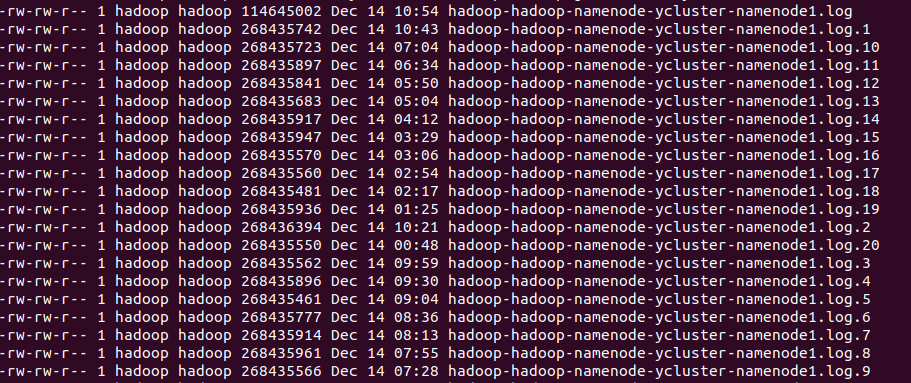 -rw-rw-r-- 1 hadoop hadoop 114645002 Dec 14 10:54 hadoop-hadoop-namenode-ycluster-namenode1.log
-rw-rw-r-- 1 hadoop hadoop 268435742 Dec 14 10:43 hadoop-hadoop-namenode-ycluster-namenode1.log.1
-rw-rw-r-- 1 hadoop hadoop 268435723 Dec 14 07:04 hadoop-hadoop-namenode-ycluster-namenode1.log.10
-rw-rw-r-- 1 hadoop hadoop 268435897 Dec 14 06:34 hadoop-hadoop-namenode-ycluster-namenode1.log.11
-rw-rw-r-- 1 hadoop hadoop 268435841 Dec 14 05:50 hadoop-hadoop-namenode-ycluster-namenode1.log.12
-rw-rw-r-- 1 hadoop hadoop 268435683 Dec 14 05:04 hadoop-hadoop-namenode-ycluster-namenode1.log.13
-rw-rw-r-- 1 hadoop hadoop 268435917 Dec 14 04:12 hadoop-hadoop-namenode-ycluster-namenode1.log.14
-rw-rw-r-- 1 hadoop hadoop 268435947 Dec 14 03:29 hadoop-hadoop-namenode-ycluster-namenode1.log.15
-rw-rw-r-- 1 hadoop hadoop 268435570 Dec 14 03:06 hadoop-hadoop-namenode-ycluster-namenode1.log.16
-rw-rw-r-- 1 hadoop hadoop 268435560 Dec 14 02:54 hadoop-hadoop-namenode-ycluster-namenode1.log.17
-rw-rw-r-- 1 hadoop hadoop 268435481 Dec 14 02:17 hadoop-hadoop-namenode-ycluster-namenode1.log.18
-rw-rw-r-- 1 hadoop hadoop 268435936 Dec 14 01:25 hadoop-hadoop-namenode-ycluster-namenode1.log.19
-rw-rw-r-- 1 hadoop hadoop 268436394 Dec 14 10:21 hadoop-hadoop-namenode-ycluster-namenode1.log.2
-rw-rw-r-- 1 hadoop hadoop 268435550 Dec 14 00:48 hadoop-hadoop-namenode-ycluster-namenode1.log.20
-rw-rw-r-- 1 hadoop hadoop 268435562 Dec 14 09:59 hadoop-hadoop-namenode-ycluster-namenode1.log.3
-rw-rw-r-- 1 hadoop hadoop 268435896 Dec 14 09:30 hadoop-hadoop-namenode-ycluster-namenode1.log.4
-rw-rw-r-- 1 hadoop hadoop 268435461 Dec 14 09:04 hadoop-hadoop-namenode-ycluster-namenode1.log.5
-rw-rw-r-- 1 hadoop hadoop 268435777 Dec 14 08:36 hadoop-hadoop-namenode-ycluster-namenode1.log.6
-rw-rw-r-- 1 hadoop hadoop 268435914 Dec 14 08:13 hadoop-hadoop-namenode-ycluster-namenode1.log.7
-rw-rw-r-- 1 hadoop hadoop 268435961 Dec 14 07:55 hadoop-hadoop-namenode-ycluster-namenode1.log.8
-rw-rw-r-- 1 hadoop hadoop 268435566 Dec 14 07:28 hadoop-hadoop-namenode-ycluster-namenode1.log.9